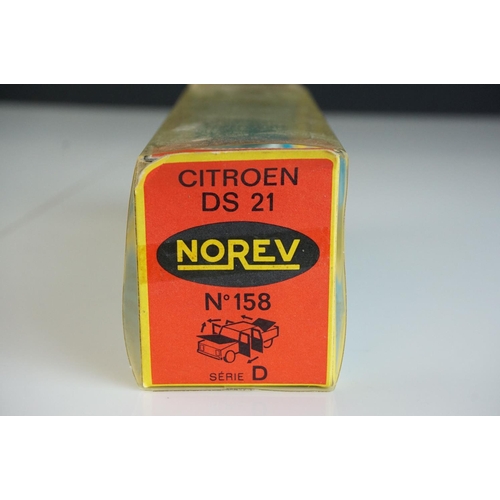 CITROEN
DS 21
NOREV
N° 158
SÉRIE D